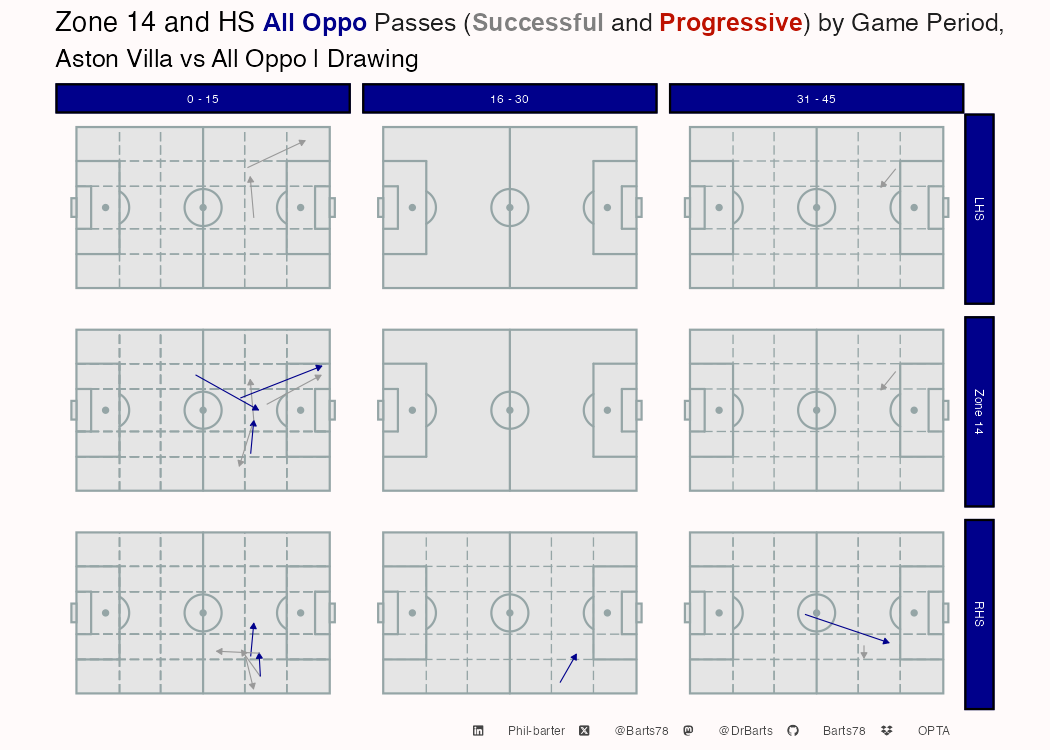 Zone 14 and HS All Oppo Passes (Successful and Progressive) by Game Period,
Aston Villa vs All Oppo | Drawing
0 - 15
16 - 30
31 - 45
LHS
Zone 14
RHS
Phil-barter @Barts78 @DrBarts Barts78 OPTA